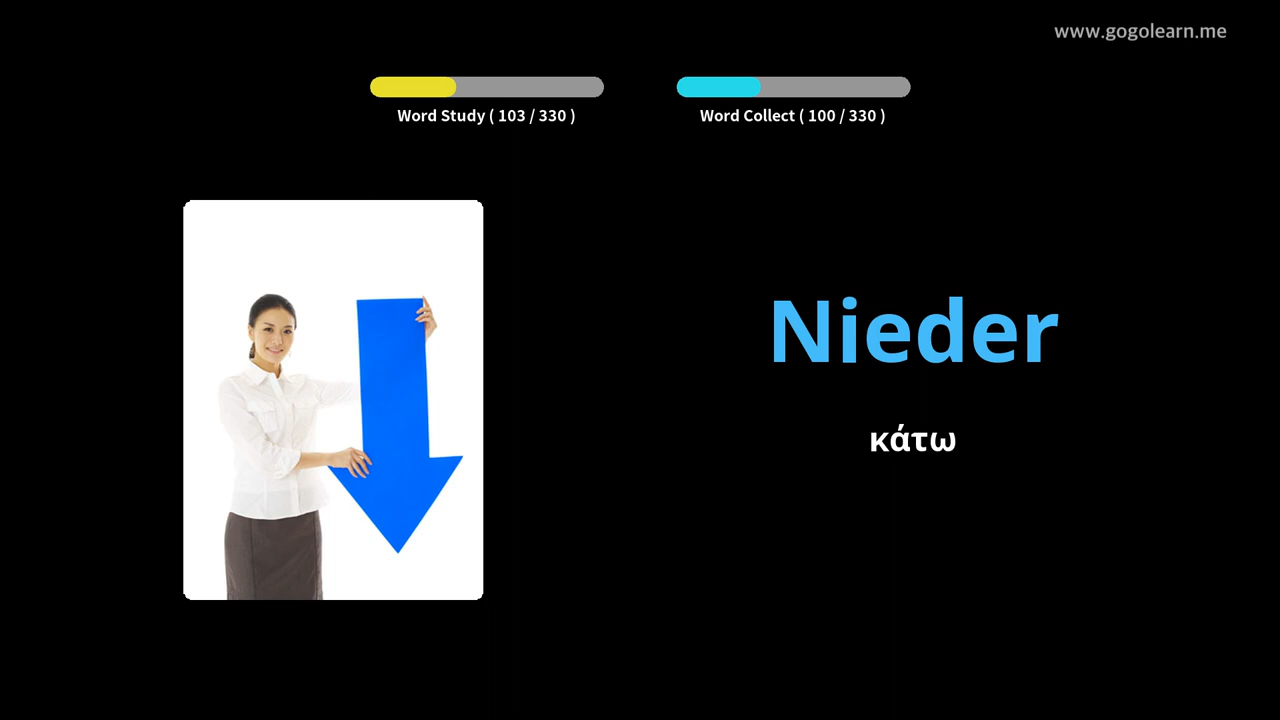 www.gogolearn.me
Word Study ( 103 / 330 )
Word Collect ( 100 / 330 )
Nieder
κάτω